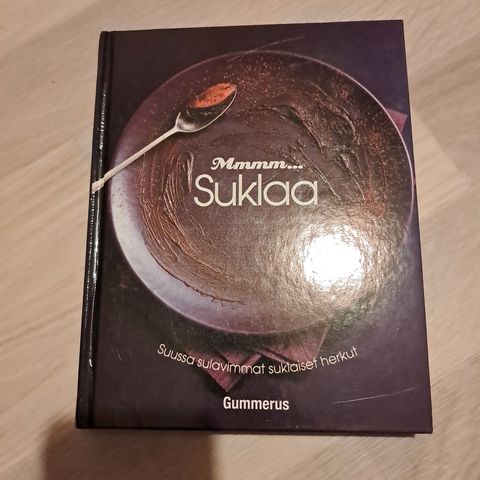 Mmmm...
Suklaa
Suussa sulavimmat suklaiset herkut
Gummerus